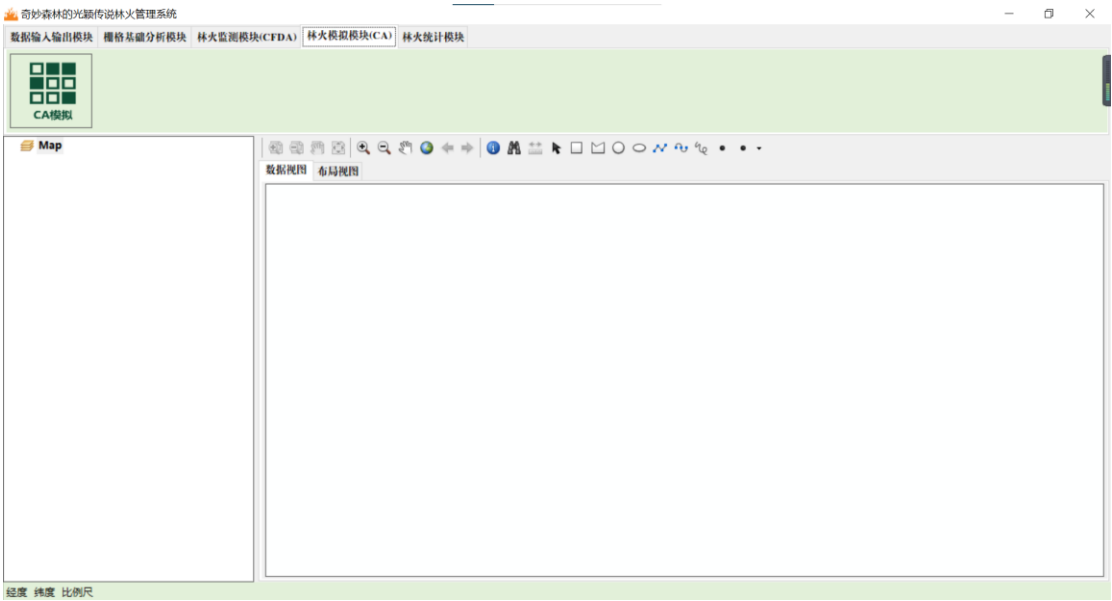 奇妙森林的光颖传说林火管理系统
数据输入输出模块 栅格基础分析模块 林火监测模块(CFDA) 林火模拟模块(CA) 林火统计模块
CA模拟
Map
数据视图 布局视图
经度 纬度 比例尺